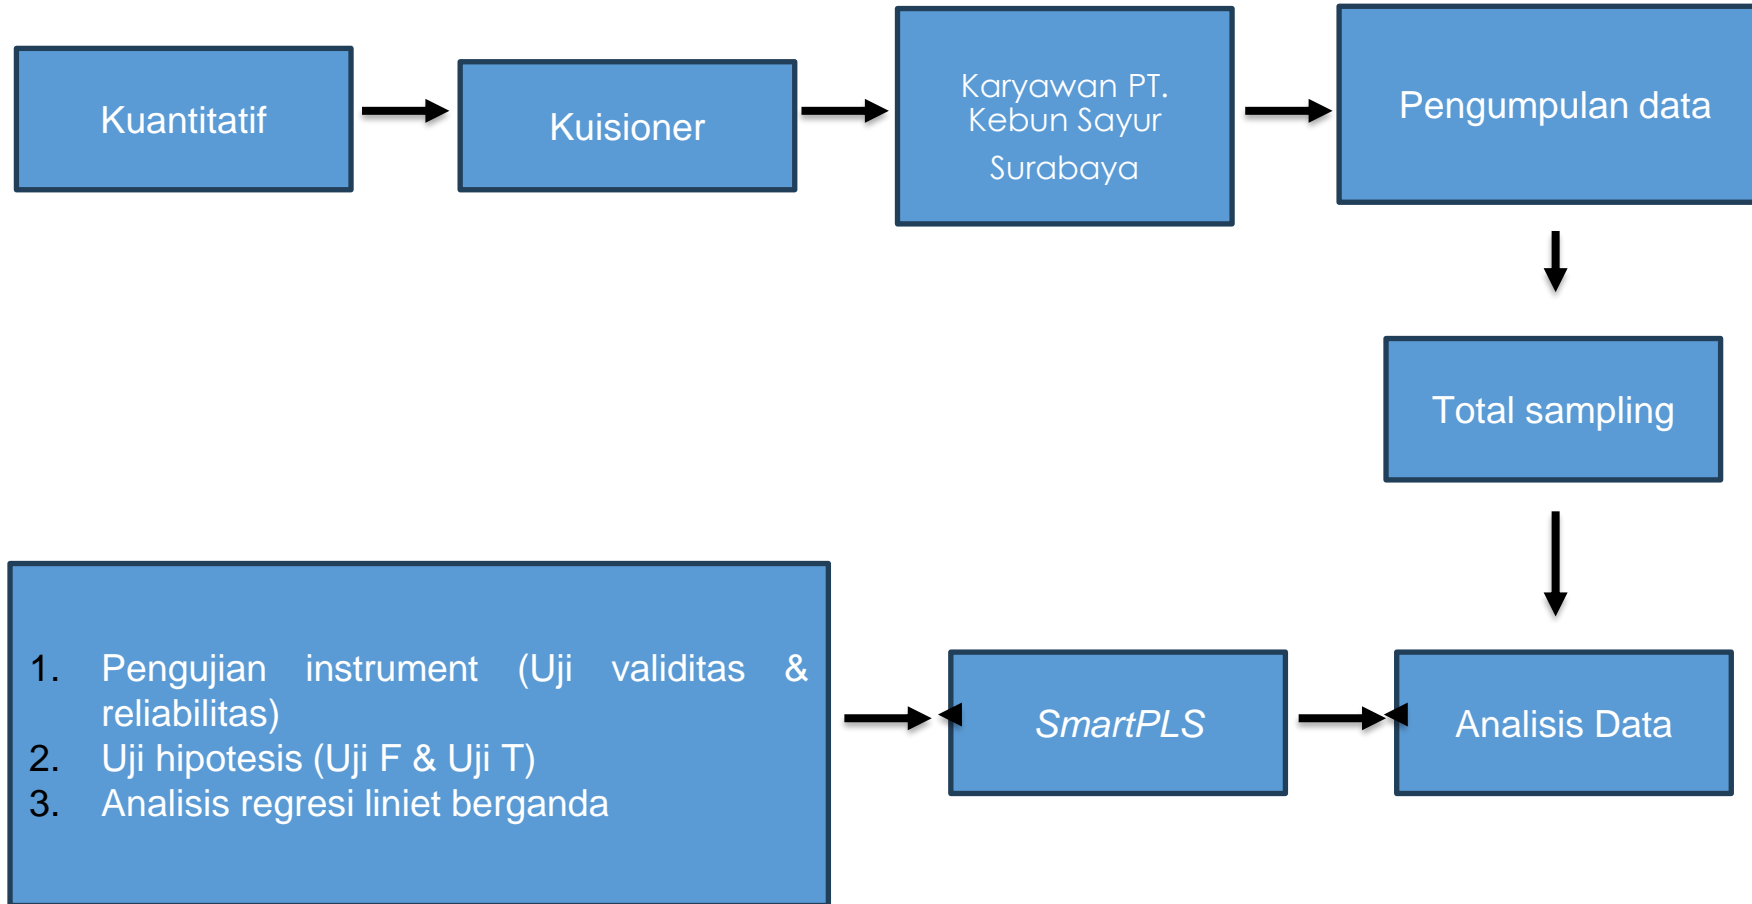 Kuantitatif
Kuisioner
Karyawan PT.
Kebun Sayur
Surabaya
Pengumpulan data
Total sampling
Analisis Data
SmartPLS
1. Pengujian instrument (Uji validitas &
reliabilitas)
2. Uji hipotesis (Uji F & Uji T)
3. Analisis regresi liniet berganda